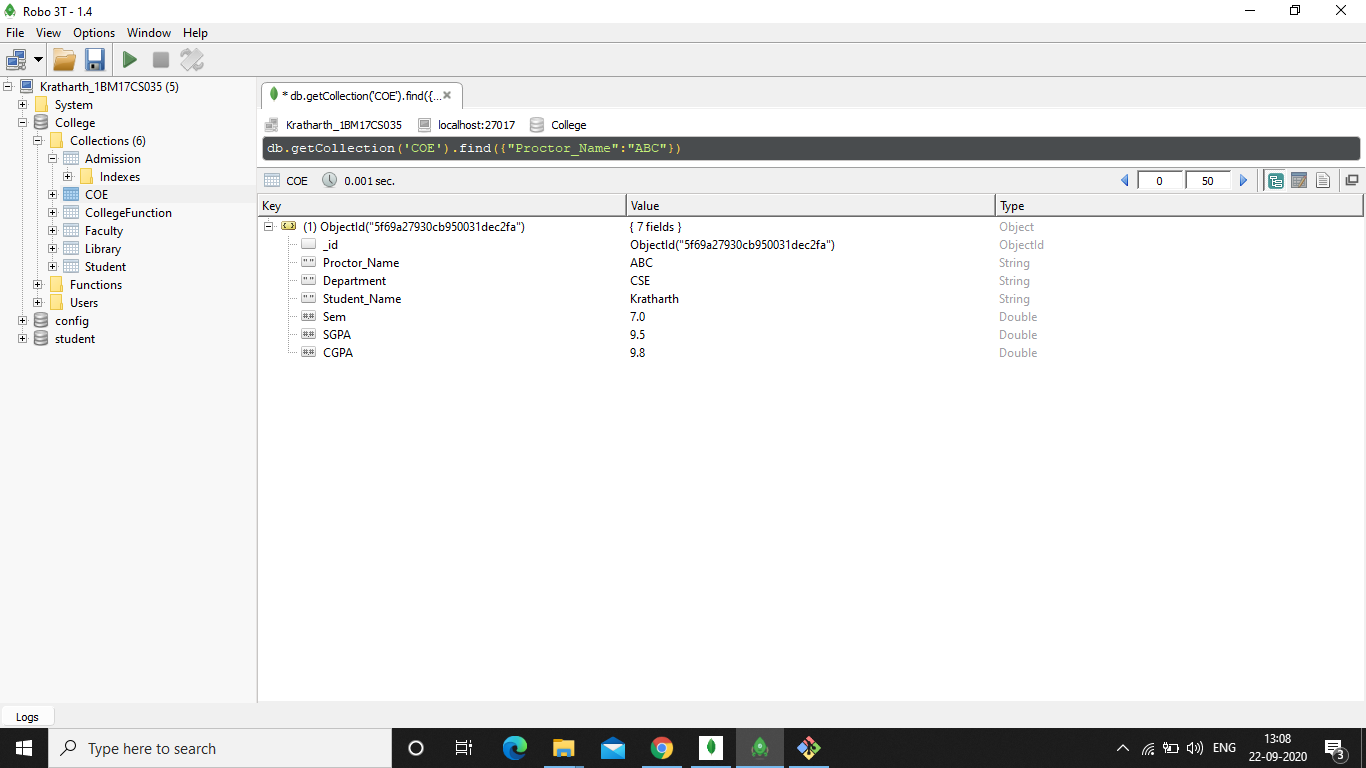 Robo 3T - 1.4
File View Options Window Help
Kratharth_1BM17CS035 (5)
System
College
Collections (6)
Admission
Indexes
COE
CollegeFunction
Faculty
Library
Student
Functions
Users
config
student
* db.getCollection('COE').find({...
Kratharth_1BM17CS035 localhost:27017 College
db.getCollection('COE').find({"Proctor_Name":"ABC"})
COE 0.001 sec. 0 50
Key Value Type
(1) ObjectId("5f69a27930cb950031dec2fa") { 7 fields } Object
_id ObjectId("5f69a27930cb950031dec2fa") ObjectId
Proctor_Name ABC String
Department CSE String
Student_Name Kratharth String
Sem 7.0 Double
SGPA 9.5 Double
CGPA 9.8 Double
Logs
Type here to search
ENG
13:08
22-09-2020
3